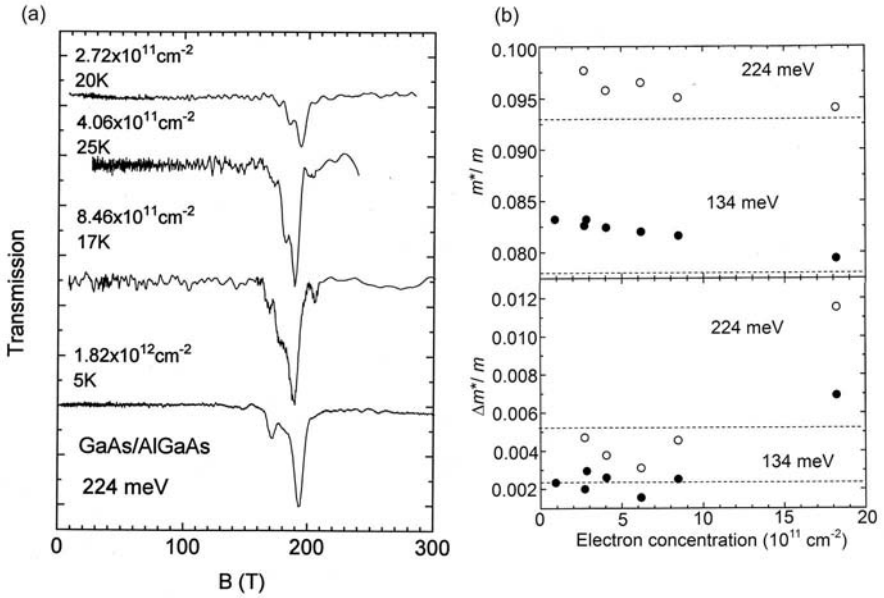 (a)
2.72x10¹¹cm⁻²
20K
4.06x10¹¹cm⁻²
25K
8.46x10¹¹cm⁻²
17K
1.82x10¹²cm⁻²
5K
GaAs/AlGaAs
224 meV
Transmission
0 100 200 300
B (T)
(b)
0.100
0.095
0.090
0.085
0.080
m*/m
224 meV
134 meV
0.012
0.010
0.008
0.006
0.004
0.002
Δm*/m
224 meV
134 meV
0 5 10 15 20
Electron concentration (10¹¹ cm⁻²)